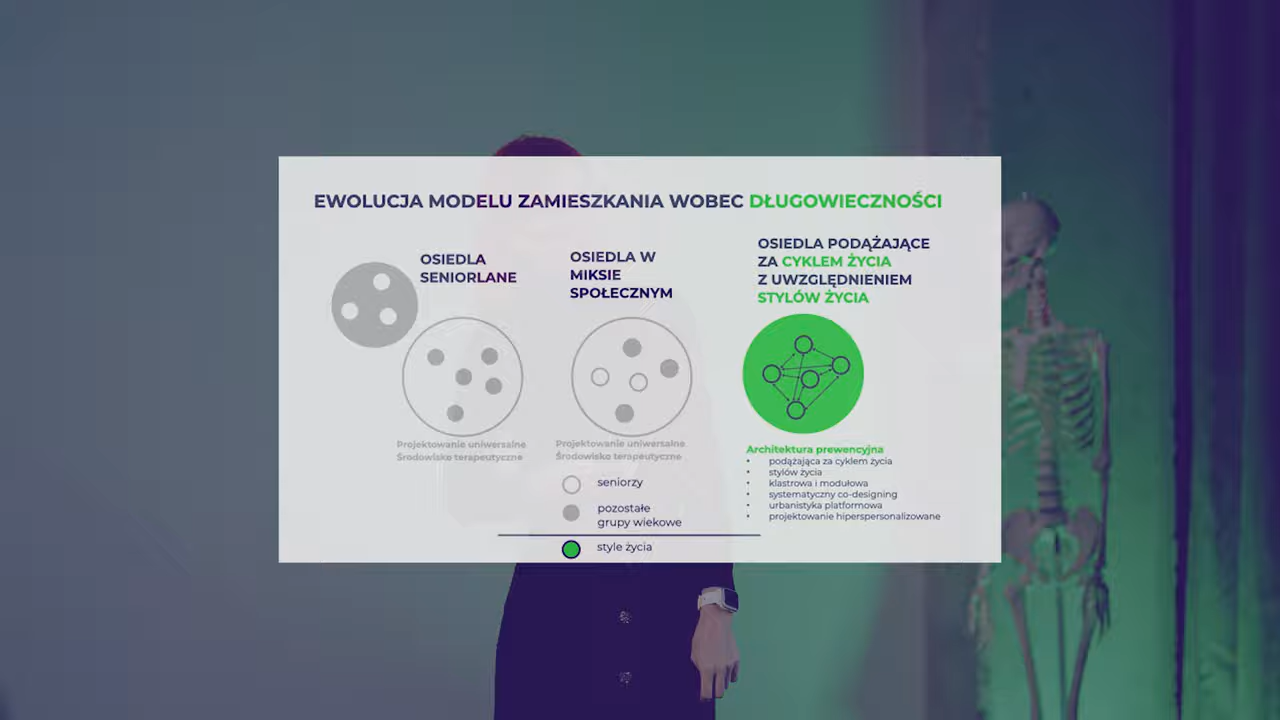 EWOLUCJA MODELU ZAMIESZKANIA WOBEC DŁUGOWIECZNOŚCI
OSIEDLA
SENIORLANE
Projektowanie uniwersalne
Środowisko terapeutyczne
OSIEDLA W
MIKSIE
SPOŁECZNYM
Projektowanie uniwersalne
Środowisko terapeutyczne
seniorzy
pozostałe
grupy wiekowe
style życia
OSIEDLA PODĄŻAJĄCE
ZA CYKLEM ŻYCIA
Z UWZGLĘDNIENIEM
STYLÓW ŻYCIA
Architektura prewencyjna
• podążająca za cyklem życia
• stylów życia
• klastrowa i modułowa
• systematyczny co-designing
• urbanistyka platformowa
• projektowanie hiperspersonalizowane